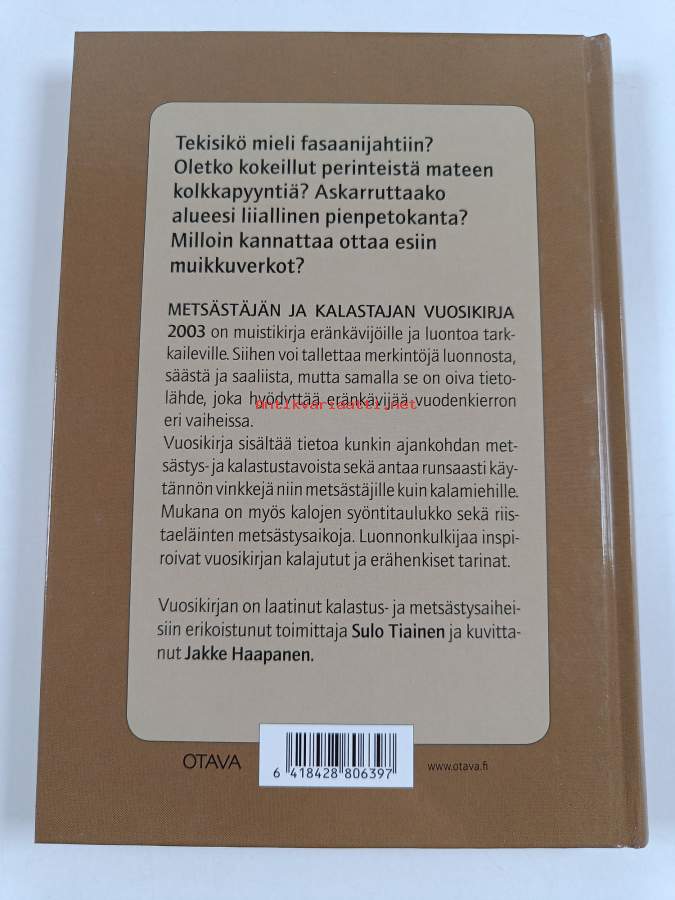 Tekisikö mieli fasaanijahtiin?
Oletko kokeillut perinteistä mateen
kolkkapyyntiä? Askarruttaako
alueesi liiallinen pienpetokanta?
Milloin kannattaa ottaa esiin
muikkuverkot?
METSÄSTÄJÄN JA KALASTAJAN VUOSIKIRJA
2003 on muistikirja eränkävijöille ja luontoa tark-
kaileville. Siihen voi tallettaa merkintöjä luonnosta,
säästä ja saaliista, mutta samalla se on oiva tieto-
lähde, joka hyödyttää eränkävijää vuodenkierron
antikvariaatti.net
eri vaiheissa.
Vuosikirja sisältää tietoa kunkin ajankohdan met-
sästys- ja kalastustavoista sekä antaa runsaasti käy-
tännön vinkkejä niin metsästäjille kuin kalamiehille.
Mukana on myös kalojen syöntitaulukko sekä riis-
taeläinten metsästysaikoja. Luonnonkulkijaa inspi-
roivat vuosikirjan kalajutut ja erähenkiset tarinat.
Vuosikirjan on laatinut kalastus- ja metsästysaihei-
siin erikoistunut toimittaja Sulo Tiainen ja kuvitta-
nut Jakke Haapanen.
OTAVA
6 418428 806397
www.otava.fi